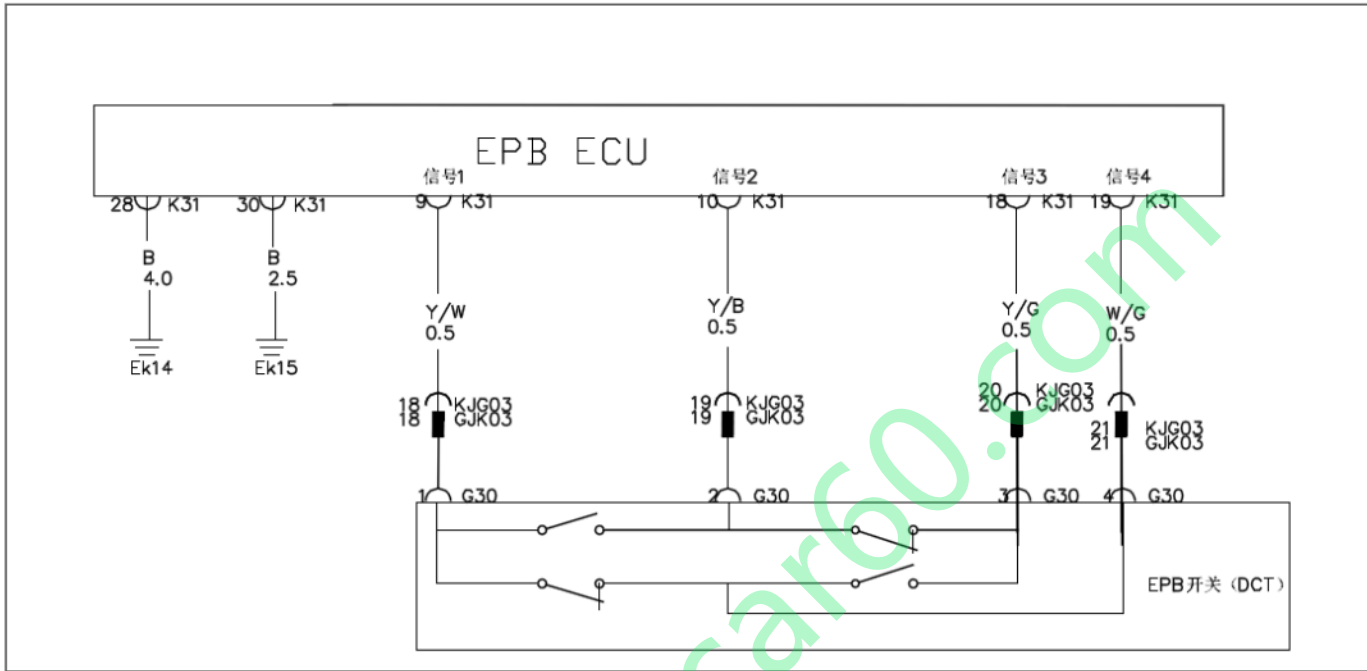 EPB ECU
信号1
信号2
信号3
信号4
28 K31
30 K31
9 K31
10 K31
18 K31
19 K31
B
4.0
B
2.5
Y/W
0.5
Y/B
0.5
Y/G
0.5
W/G
0.5
Ek14
Ek15
18 KJG03
18 GJK03
19 KJG03
19 GJK03
20 KJG03
20 GJK03
21 KJG03
21 GJK03
1 G30
2 G30
3 G30
4 G30
EPB开关（DCT）
car60.com